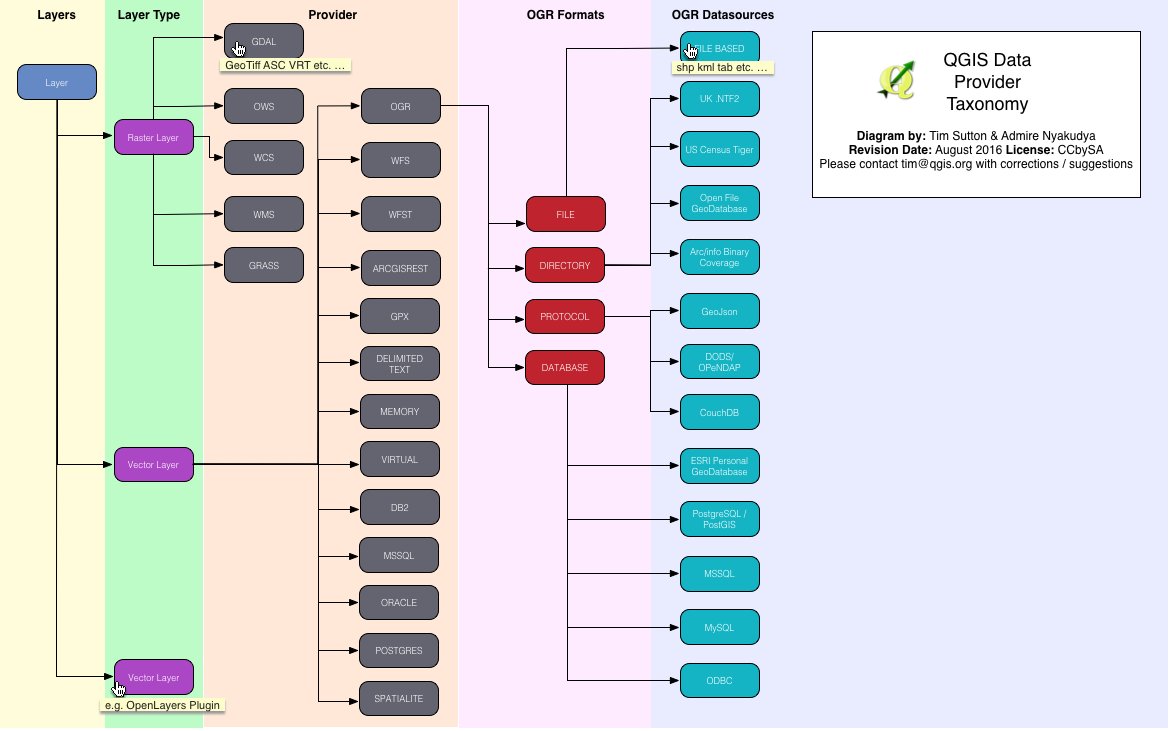 Layers
Layer Type
Provider
OGR Formats
OGR Datasources
Layer
Raster Layer
Vector Layer
Vector Layer
e.g. OpenLayers Plugin
GDAL
GeoTiff ASC VRT etc. ...
OWS
WCS
WMS
GRASS
OGR
WFS
WFST
ARCGISREST
GPX
DELIMITED
TEXT
MEMORY
VIRTUAL
DB2
MSSQL
ORACLE
POSTGRES
SPATIALITE
FILE
DIRECTORY
PROTOCOL
DATABASE
FILE BASED
shp kml tab etc. ...
UK .NTF2
US Census Tiger
Open File
GeoDatabase
Arc/info Binary
Coverage
GeoJson
DODS/
OPeNDAP
CouchDB
ESRI Personal
GeoDatabase
PostgreSQL /
PostGIS
MSSQL
MySQL
ODBC
QGIS Data
Provider
Taxonomy
Diagram by: Tim Sutton & Admire Nyakudya
Revision Date: August 2016 License: CCbySA
Please contact tim@qgis.org with corrections / suggestions